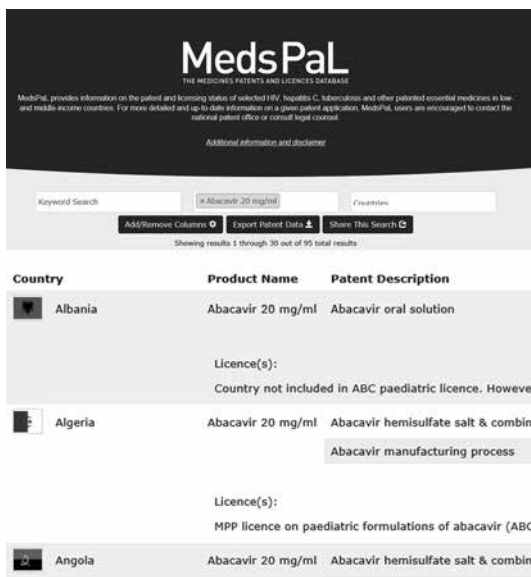 MedsPaL
THE MEDICINES PATENTS AND LICENCES DATABASE
MedsPaL provides information on the patent and licensing status of selected HIV, hepatitis C, tuberculosis and other patented essential medicines in low-
and middle-income countries. For more detailed and up-to-date information on a given patent application, MedsPaL users are encouraged to contact the
national patent office or consult legal counsel.
Additional information and disclaimer
Keyword Search × Abacavir 20 mg/ml Countries
Add/Remove Columns Export Patent Data Share This Search
Showing results 1 through 30 out of 95 total results
Country Product Name Patent Description
Albania Abacavir 20 mg/ml Abacavir oral solution
Licence(s):
Country not included in ABC paediatric licence. Howeve
Algeria Abacavir 20 mg/ml Abacavir hemisulfate salt & combin
Abacavir manufacturing process
Licence(s):
MPP licence on paediatric formulations of abacavir (ABC
Angola Abacavir 20 mg/ml Abacavir hemisulfate salt & combin